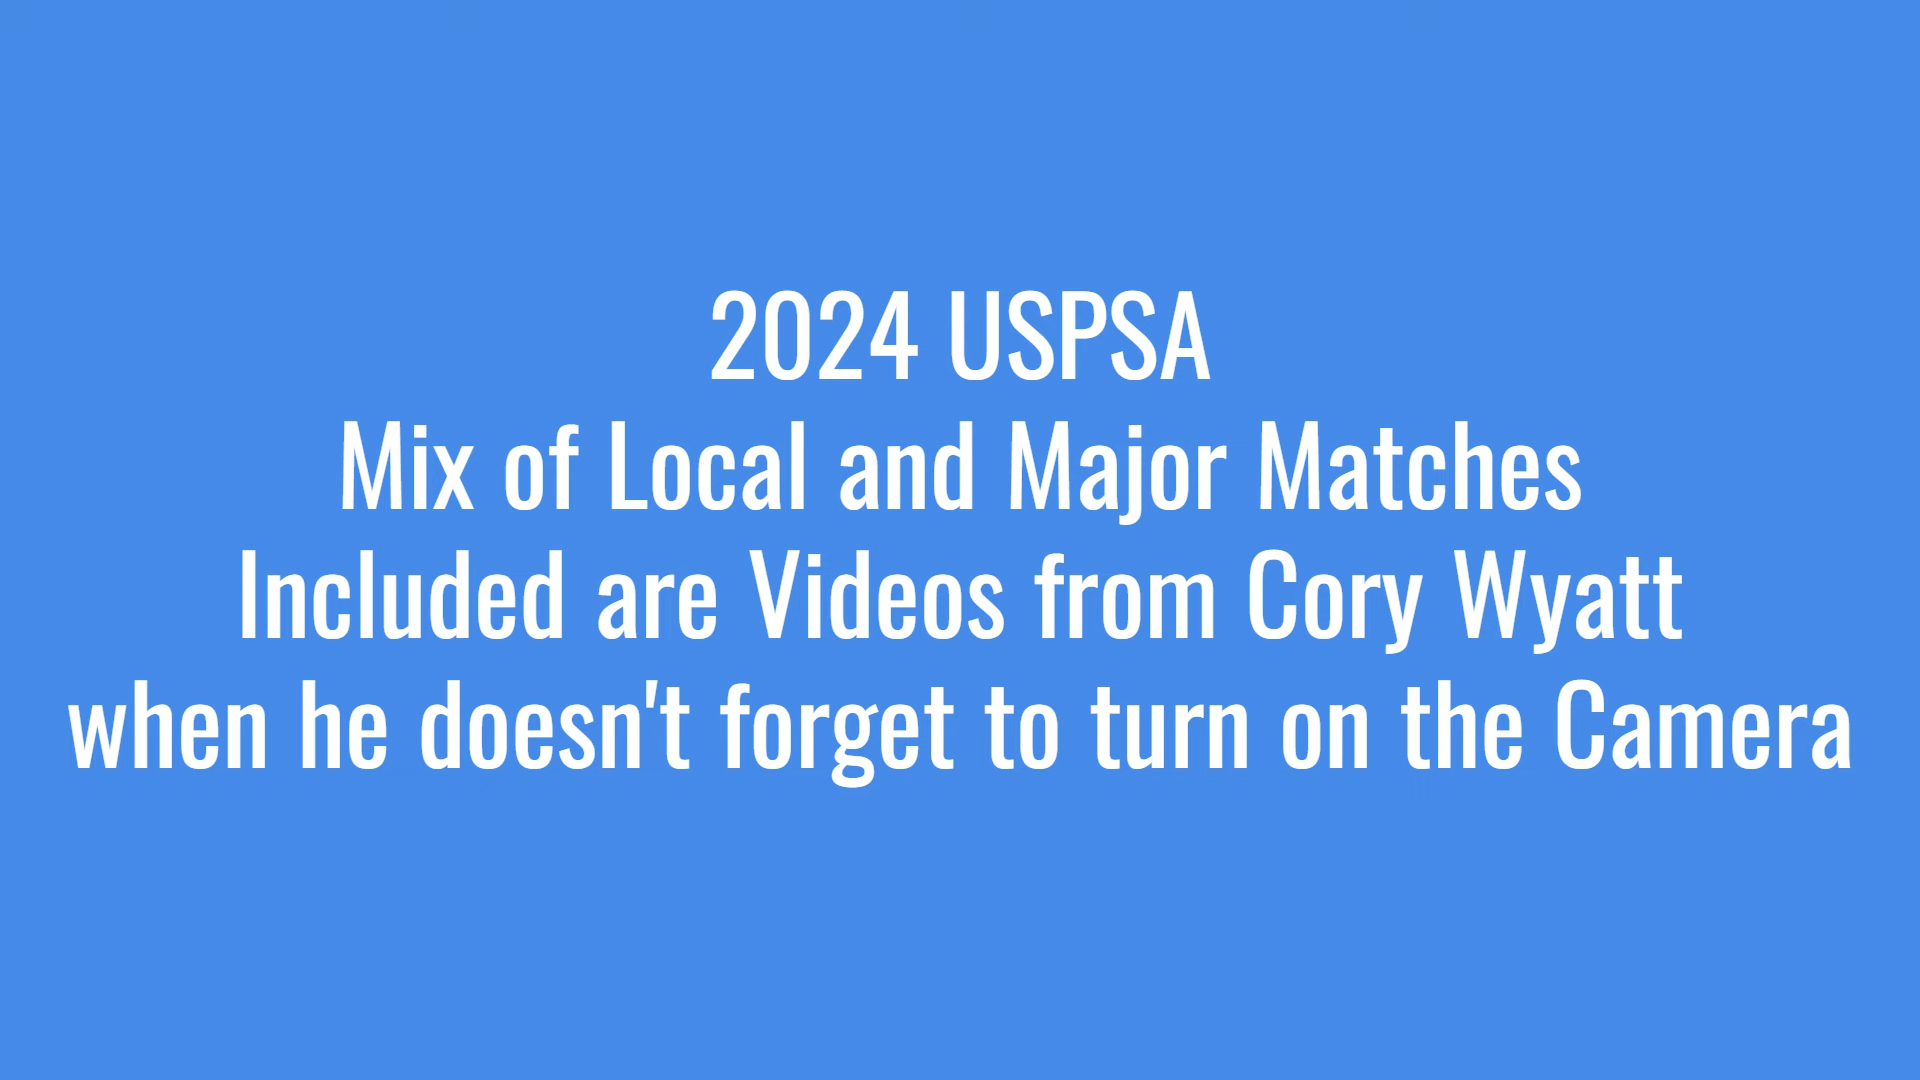 2024 USPSA
Mix of Local and Major Matches
Included are Videos from Cory Wyatt
when he doesn't forget to turn on the Camera